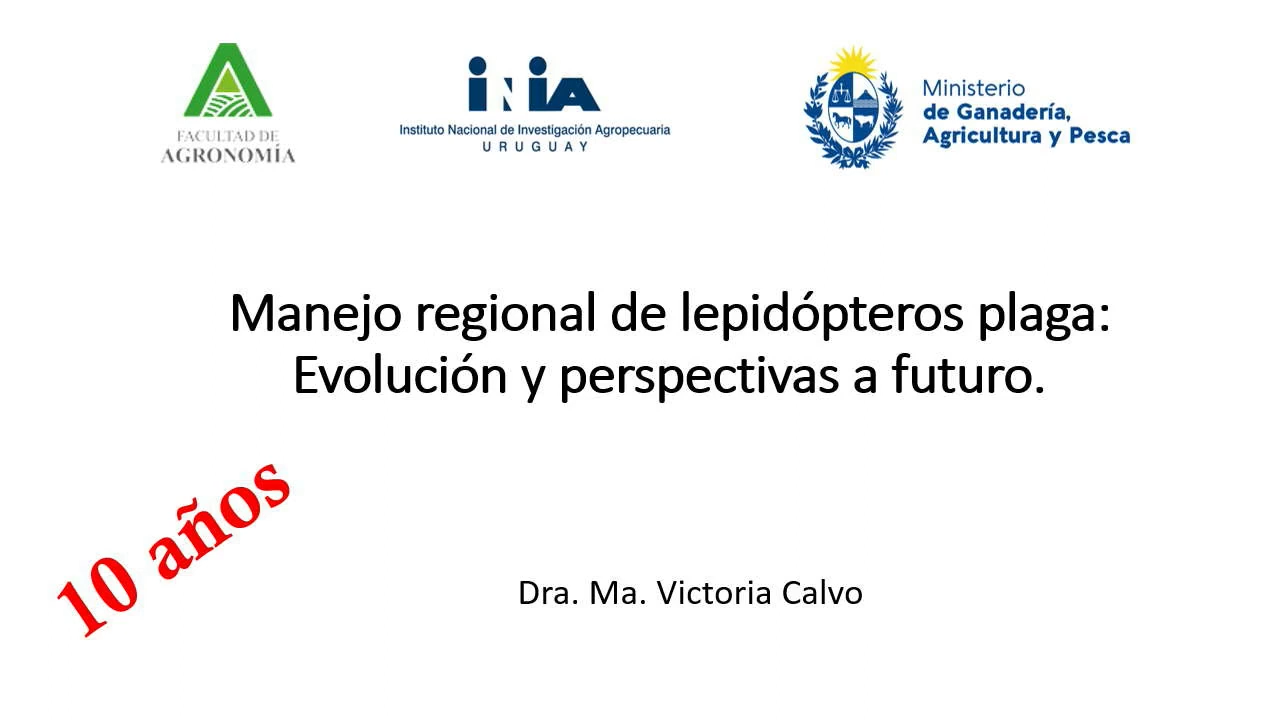 FACULTAD DE
AGRONOMÍA
INIA
Instituto Nacional de Investigación Agropecuaria
URUGUAY
Ministerio
de Ganadería,
Agricultura y Pesca
Manejo regional de lepidópteros plaga:
Evolución y perspectivas a futuro.
10 años
Dra. Ma. Victoria Calvo